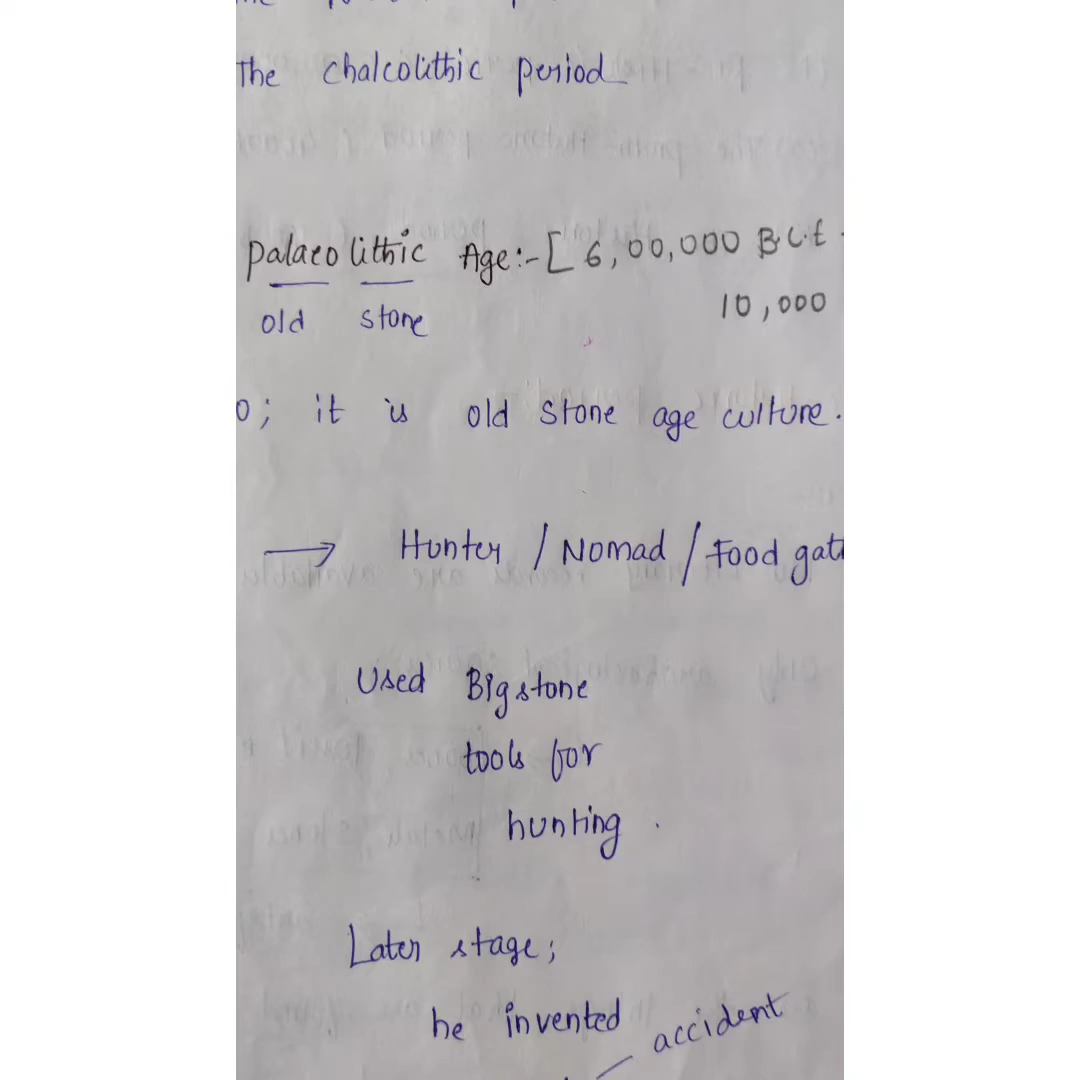 The Chalcolithic period
Palaeolithic Age:- [ 6,00,000 B.C.E -
10,000
old stone
0; it is old stone age culture.
→ Hunter / Nomad / Food gat
Used Big stone
tools for
hunting .
Later stage;
he invented
accident